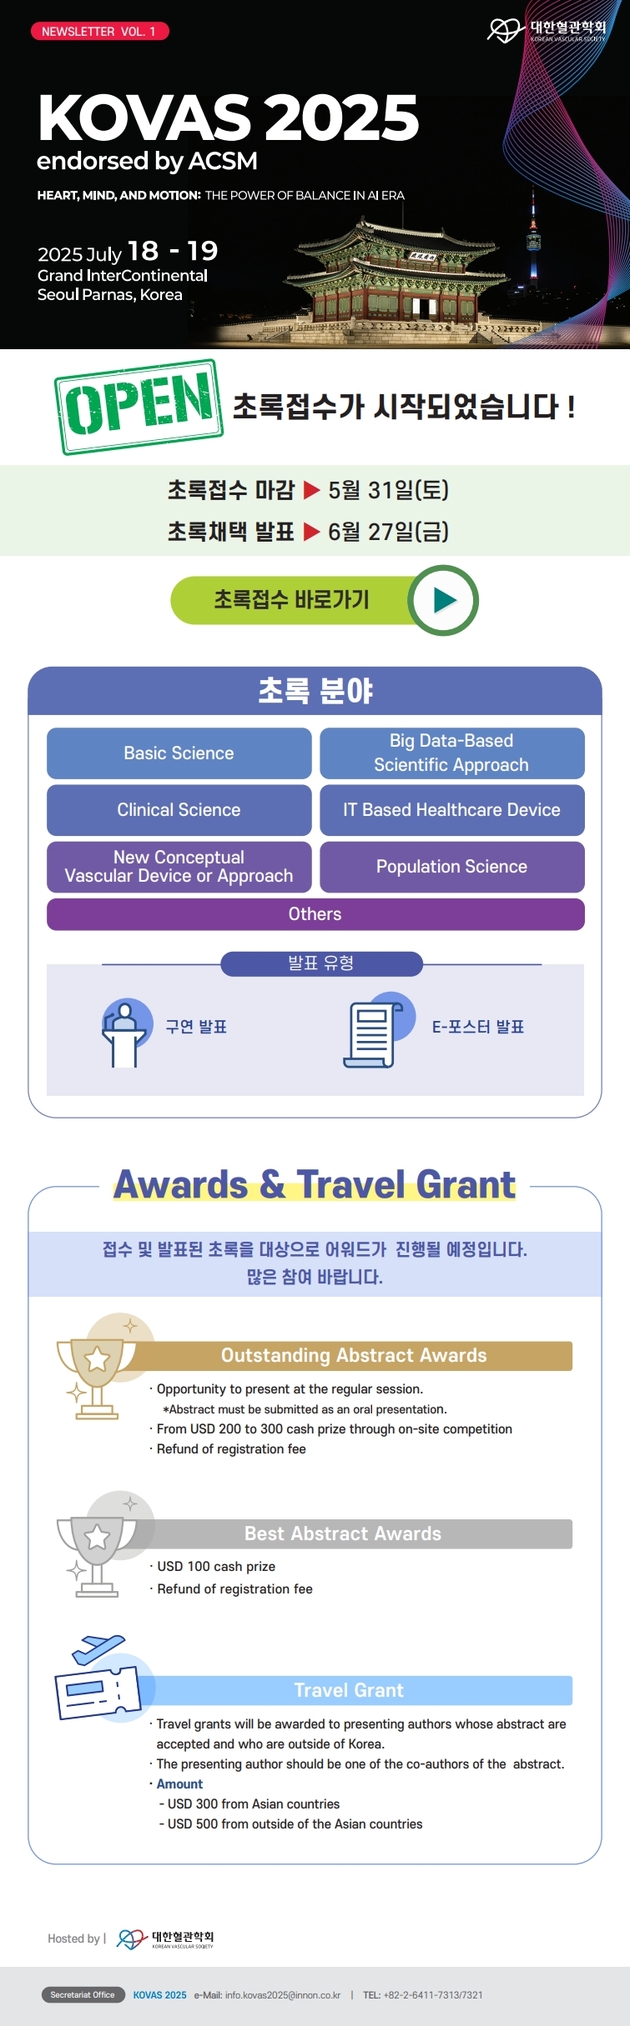 NEWSLETTER VOL. 1
대한혈관학회
KOREAN VASCULAR SOCIETY
KOVAS 2025
endorsed by ACSM
HEART, MIND, AND MOTION: THE POWER OF BALANCE IN AI ERA
2025 July 18 - 19
Grand InterContinental
Seoul Parnas, Korea
OPEN
초록접수가 시작되었습니다 !
초록접수 마감 ▶ 5월 31일(토)
초록채택 발표 ▶ 6월 27일(금)
초록접수 바로가기
초록 분야
Basic Science
Big Data-Based
Scientific Approach
Clinical Science
IT Based Healthcare Device
New Conceptual
Vascular Device or Approach
Population Science
Others
발표 유형
구연 발표
E-포스터 발표
Awards & Travel Grant
접수 및 발표된 초록을 대상으로 어워드가 진행될 예정입니다.
많은 참여 바랍니다.
Outstanding Abstract Awards
· Opportunity to present at the regular session.
*Abstract must be submitted as an oral presentation.
· From USD 200 to 300 cash prize through on-site competition
· Refund of registration fee
Best Abstract Awards
· USD 100 cash prize
· Refund of registration fee
Travel Grant
· Travel grants will be awarded to presenting authors whose abstract are
accepted and who are outside of Korea.
· The presenting author should be one of the co-authors of the abstract.
· Amount
- USD 300 from Asian countries
- USD 500 from outside of the Asian countries
Hosted by |
대한혈관학회
KOREAN VASCULAR SOCIETY
Secretariat Office KOVAS 2025 e-Mail: info.kovas2025@innon.co.kr | TEL: +82-2-6411-7313/7321